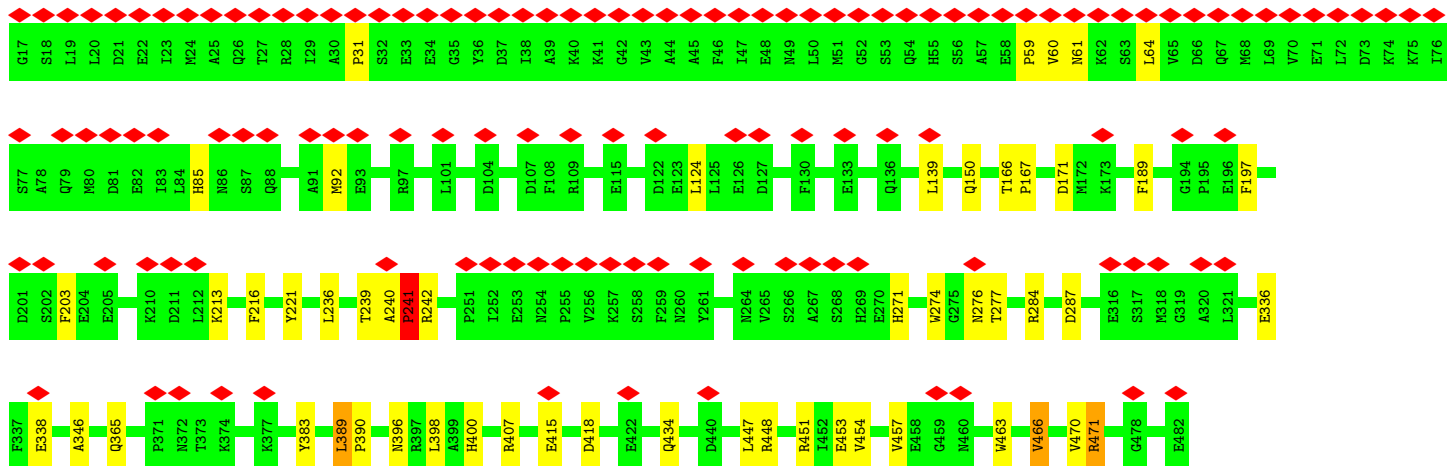 G17 S18 L19 L20 D21 E22 I23 M24 A25 Q26 T27 R28 I29 A30 P31 S32 E33 E34 G35 Y36 D37 I38 A39 K40 K41 G42 V43 A44 A45 F46 I47 E48 N49 L50 M51 G52 S53 Q54 H55 S56 A57 E58 P59 V60 N61 K62 S63 L64 V65 D66 Q67 M68 L69 V70 E71 L72 D73 K74 K75 I76
S77 A78 Q79 M80 D81 E82 I83 L84 H85 N86 S87 Q88 A91 M92 E93 R97 L101 D104 D107 F108 R109 E115 D122 E123 L124 L125 E126 D127 F130 E133 Q136 L139 Q150 T166 P167 D171 M172 K173 F189 G194 P195 E196 F197
D201 S202 F203 E204 E205 K210 D211 L212 K213 F216 Y221 L236 T239 A240 P241 R242 P251 I252 E253 N254 P255 V256 K257 S258 F259 N260 Y261 N264 V265 S266 A267 S268 H269 E270 H271 W274 G275 N276 T277 R284 D287 E316 S317 M318 G319 A320 L321 E336
F337 E338 A346 Q365 P371 N372 T373 K374 K377 Y383 L389 P390 N396 R397 L398 A399 H400 R407 E415 D418 E422 Q434 D440 L447 R448 R451 I452 E453 V454 V457 E458 G459 N460 W463 V466 V470 R471 G478 E482